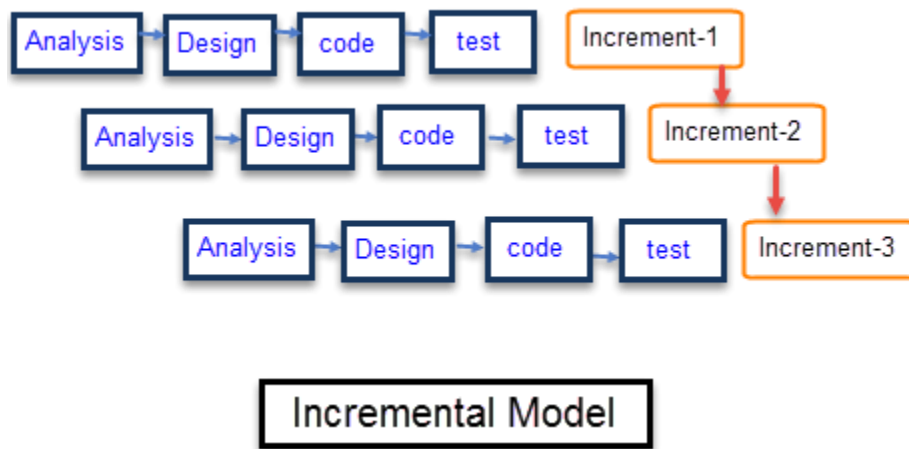 Analysis Design code test Increment-1
Analysis Design code test Increment-2
Analysis Design code test Increment-3
Incremental Model